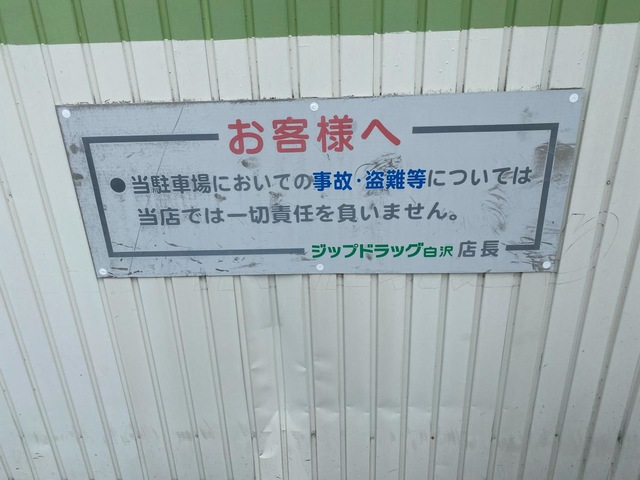 お客様へ
●当駐車場においての事故・盗難等については
当店では一切責任を負いません。
ジップドラッグ白沢 店長